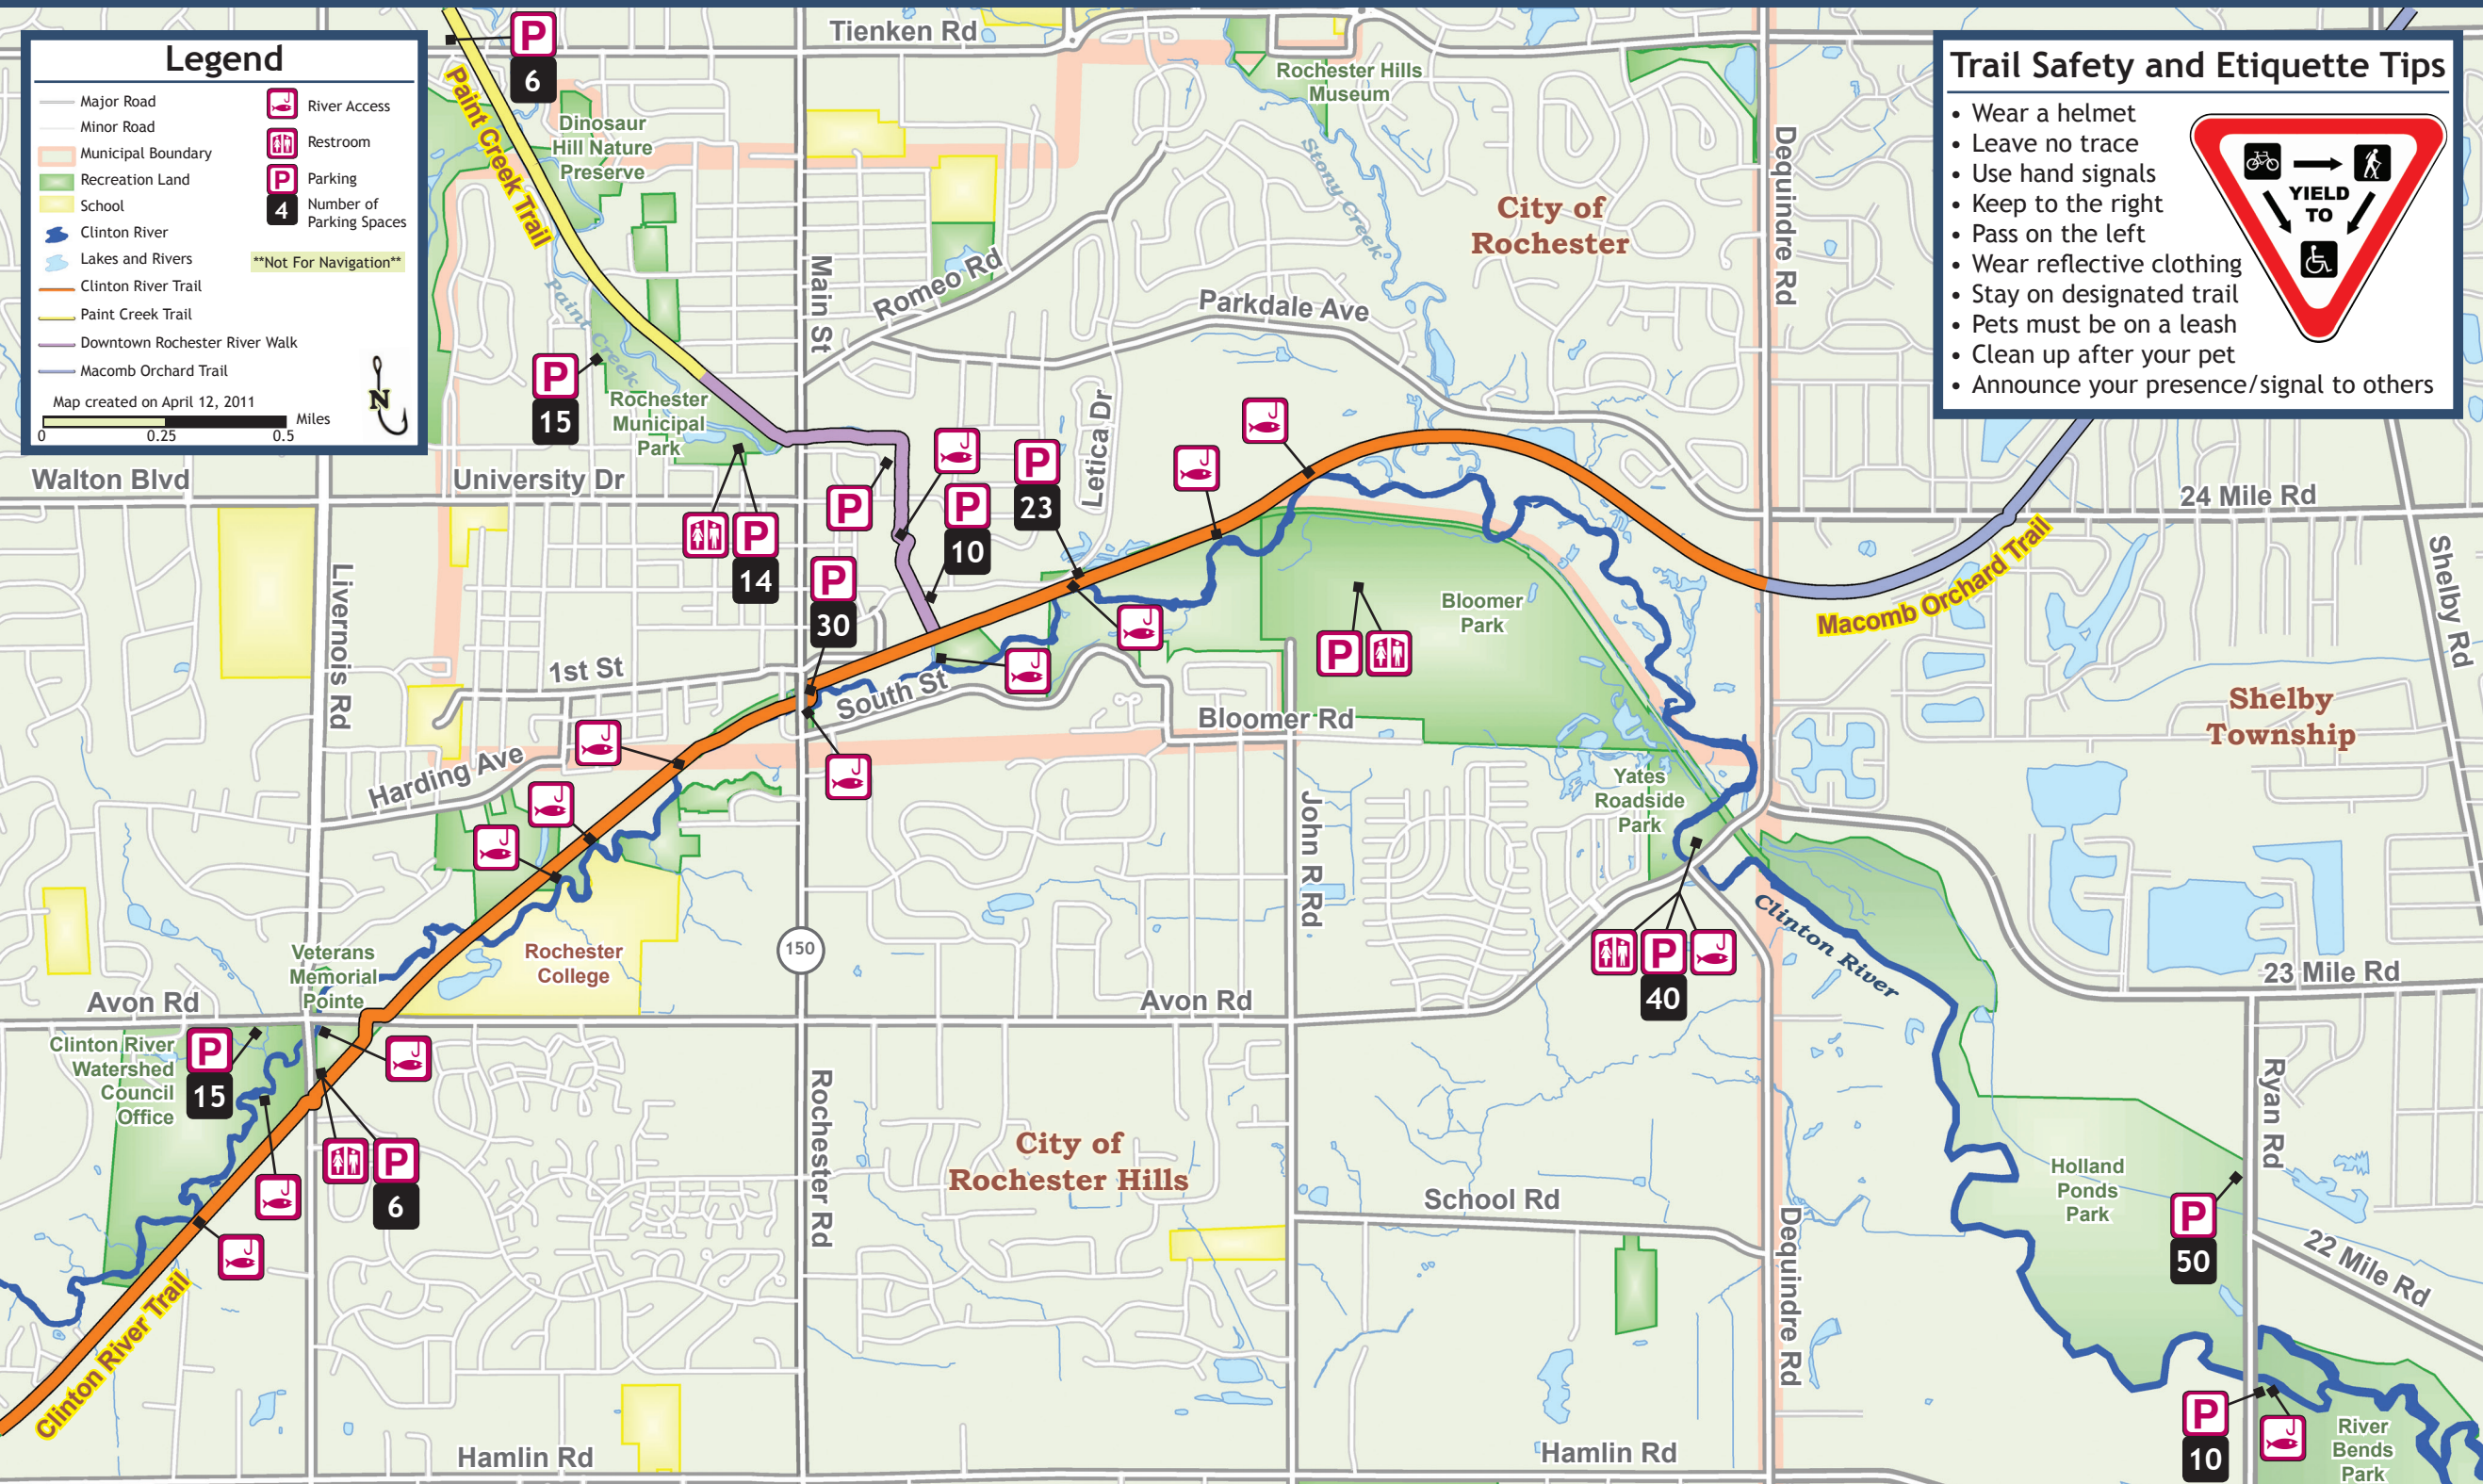 Legend
Major Road
Minor Road
Municipal Boundary
Recreation Land
School
Clinton River
Lakes and Rivers
Clinton River Trail
Paint Creek Trail
Downtown Rochester River Walk
Macomb Orchard Trail
River Access
Restroom
P Parking
4 Number of
Parking Spaces
**Not For Navigation**
Map created on April 12, 2011
0 0.25 0.5 Miles
N
Trail Safety and Etiquette Tips
• Wear a helmet
• Leave no trace
• Use hand signals
• Keep to the right
• Pass on the left
• Wear reflective clothing
• Stay on designated trail
• Pets must be on a leash
• Clean up after your pet
• Announce your presence/signal to others
YIELD
TO
Tienken Rd
P
6
Paint Creek Trail
Dinosaur
Hill Nature
Preserve
Rochester Hills
Museum
Stony Creek
City of
Rochester
Dequindre Rd
Main St
Romeo Rd
Parkdale Ave
Paint Creek
P
15
Rochester
Municipal
Park
Letica Dr
Walton Blvd
University Dr
P
P
14
P
10
P
23
P
30
24 Mile Rd
Macomb Orchard Trail
Shelby Rd
Livernois Rd
1st St
South St
Harding Ave
Bloomer Rd
P
Bloomer
Park
Shelby
Township
Yates
Roadside
Park
John R Rd
P
40
Clinton River
23 Mile Rd
Rochester
College
150
Veterans
Memorial
Pointe
Avon Rd
Avon Rd
Clinton River
Watershed
Council
Office
P
15
P
6
Rochester Rd
City of
Rochester Hills
School Rd
Dequindre Rd
Ryan Rd
Holland
Ponds
Park
P
50
22 Mile Rd
Clinton River Trail
Hamlin Rd
Hamlin Rd
P
10
River
Bends
Park